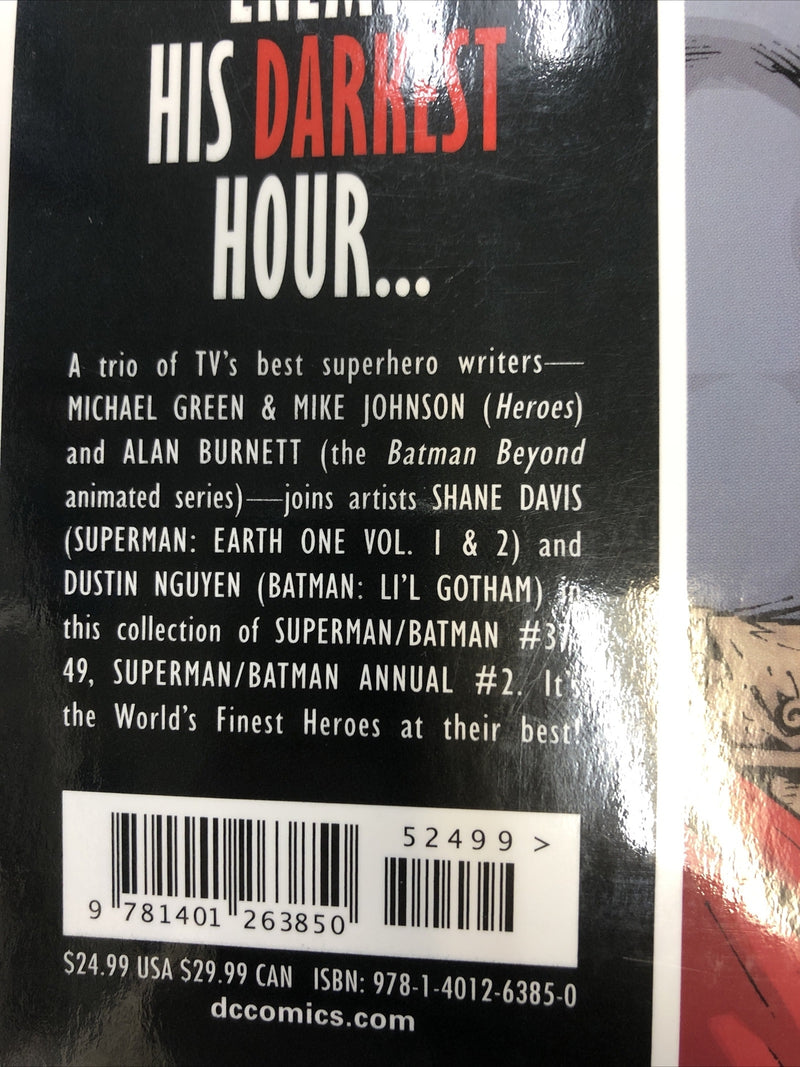 HIS DARKEST
HOUR...
A trio of TV's best superhero writers—
MICHAEL GREEN & MIKE JOHNSON (Heroes)
and ALAN BURNETT (the Batman Beyond
animated series)—joins artists SHANE DAVIS
(SUPERMAN: EARTH ONE VOL. 1 & 2) and
DUSTIN NGUYEN (BATMAN: LI'L GOTHAM) in
this collection of SUPERMAN/BATMAN #37-
49, SUPERMAN/BATMAN ANNUAL #2. It's
the World's Finest Heroes at their best!
52499 >
9 781401 263850
$24.99 USA $29.99 CAN ISBN: 978-1-4012-6385-0
dccomics.com